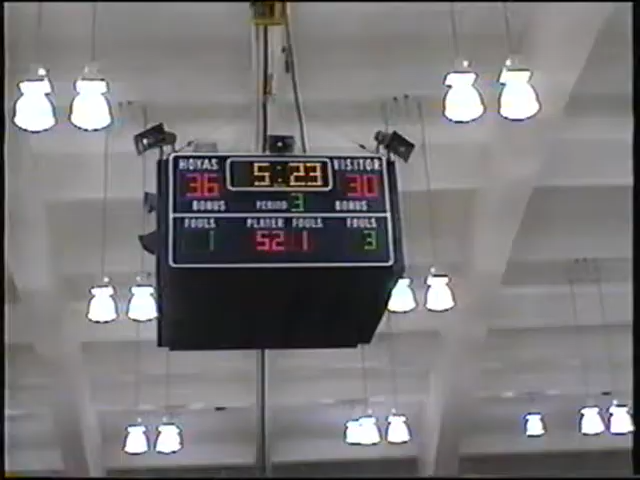 HOYAS 5:23 VISITOR
36 30
BONUS PERIOD 3 BONUS
FOULS PLAYER FOULS FOULS
1 52 1 3